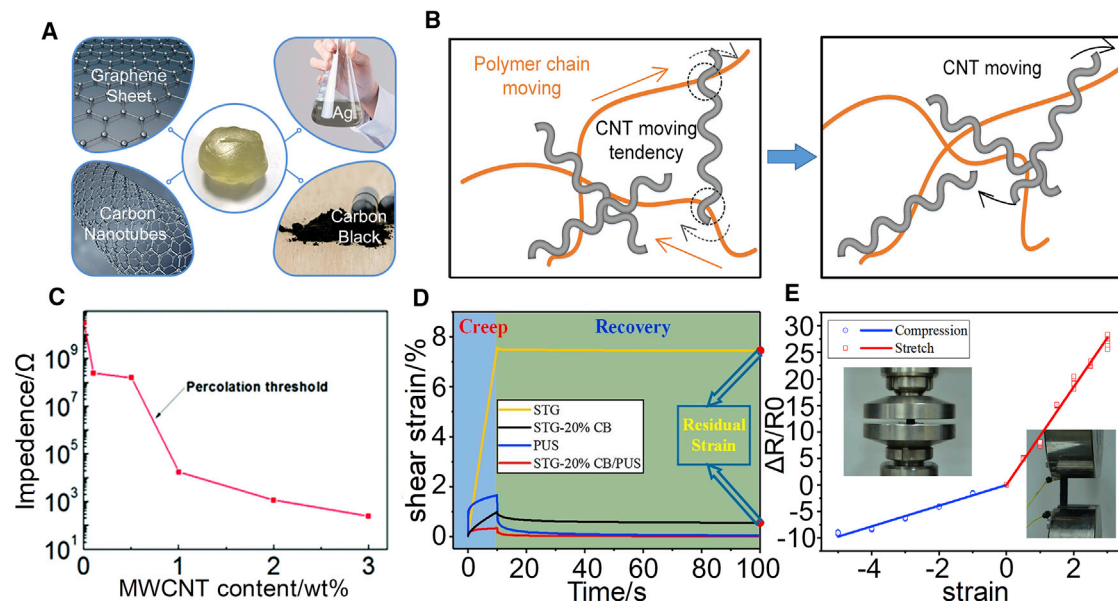 A
Graphene
Sheet
Ag
Carbon
Nanotubes
Carbon
Black
B
Polymer chain
moving
CNT moving
tendency
CNT moving
C
Impedence/Ω
10⁹
10⁷
10⁵
10³
10¹
Percolation threshold
0
1
2
3
MWCNT content/wt%
D
Creep
Recovery
shear strain/%
8
6
4
2
0
STG
STG-20% CB
PUS
STG-20% CB/PUS
Residual
Strain
0
20
40
60
80
100
Time/s
E
ΔR/R0
30
25
20
15
10
5
0
-5
-10
Compression
Stretch
-4
-2
0
2
strain